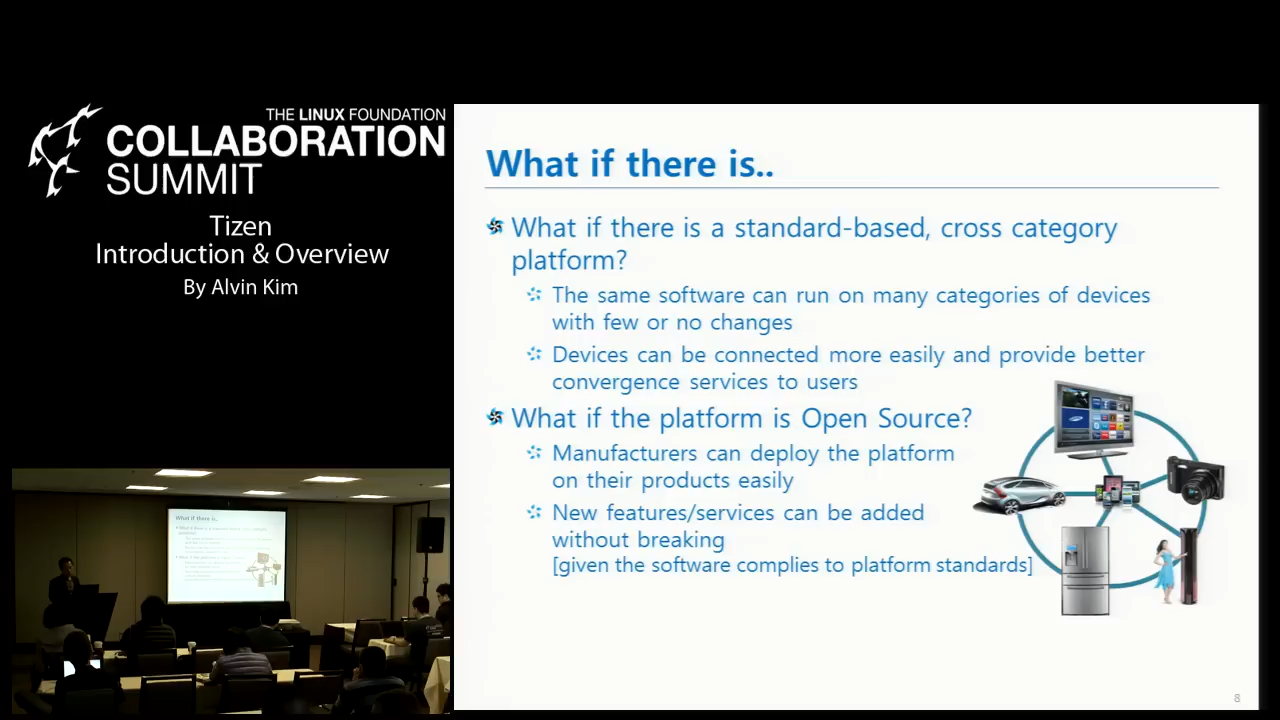 THE LINUX FOUNDATION
COLLABORATION
SUMMIT
Tizen
Introduction & Overview
By Alvin Kim
What if there is..
What if there is a standard-based, cross category
platform?
The same software can run on many categories of devices
with few or no changes
Devices can be connected more easily and provide better
convergence services to users
What if the platform is Open Source?
Manufacturers can deploy the platform
on their products easily
New features/services can be added
without breaking
[given the software complies to platform standards]
8
What if there is..